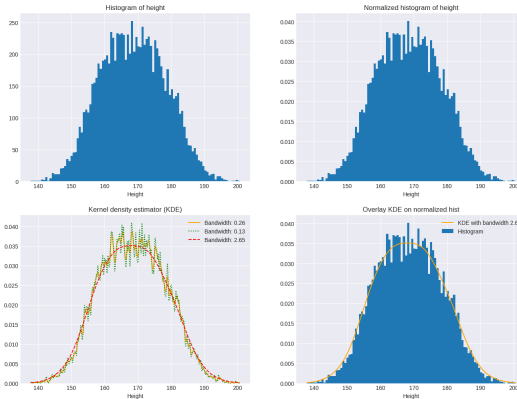 Histogram of height
250
200
150
100
50
0
140 150 160 170 180 190 200
Height
Normalized histogram of height
0.040
0.035
0.030
0.025
0.020
0.015
0.010
0.005
0.000
140 150 160 170 180 190 200
Height
Kernel density estimator (KDE)
Bandwidth: 0.26
Bandwidth: 0.13
Bandwidth: 2.65
0.040
0.035
0.030
0.025
0.020
0.015
0.010
0.005
0.000
140 150 160 170 180 190 200
Height
Overlay KDE on normalized hist
KDE with bandwidth 2.6
Histogram
0.040
0.035
0.030
0.025
0.020
0.015
0.010
0.005
0.000
140 150 160 170 180 190 200
Height